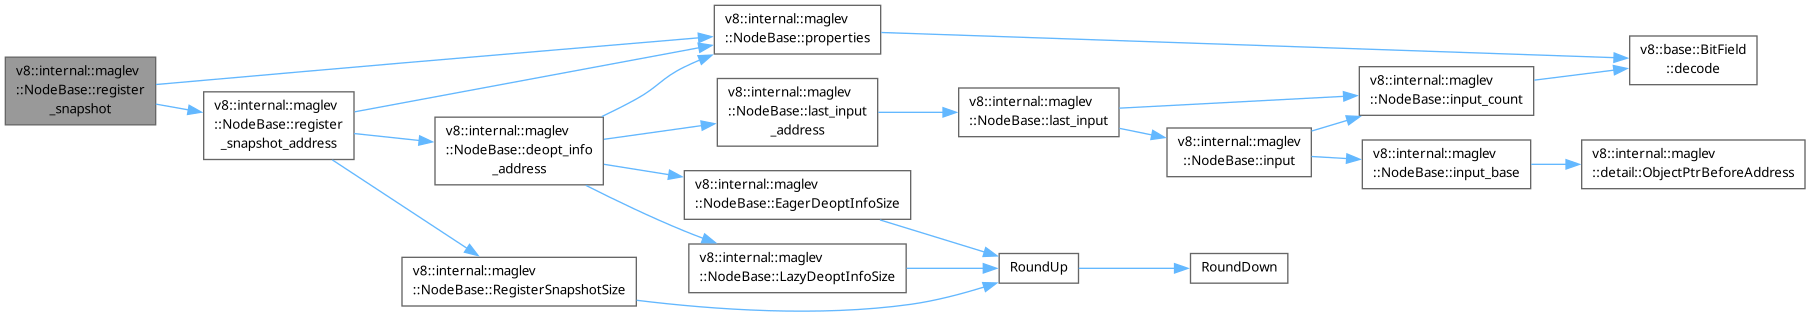 v8::internal::maglev
::NodeBase::register
_snapshot
v8::internal::maglev
::NodeBase::register
_snapshot_address
v8::internal::maglev
::NodeBase::properties
v8::internal::maglev
::NodeBase::deopt_info
_address
v8::internal::maglev
::NodeBase::RegisterSnapshotSize
v8::internal::maglev
::NodeBase::last_input
_address
v8::internal::maglev
::NodeBase::EagerDeoptInfoSize
v8::internal::maglev
::NodeBase::LazyDeoptInfoSize
v8::internal::maglev
::NodeBase::last_input
RoundUp
v8::internal::maglev
::NodeBase::input
RoundDown
v8::internal::maglev
::NodeBase::input_count
v8::internal::maglev
::NodeBase::input_base
v8::base::BitField
::decode
v8::internal::maglev
::detail::ObjectPtrBeforeAddress